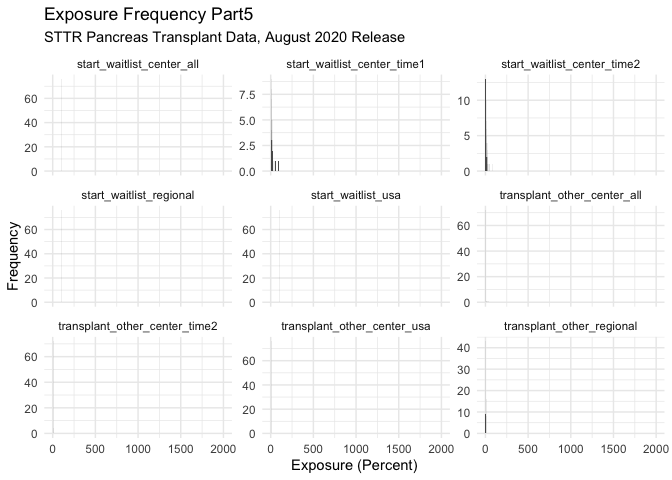 Exposure Frequency Part5
STTR Pancreas Transplant Data, August 2020 Release
start_waitlist_center_all
start_waitlist_center_time1
start_waitlist_center_time2
60
40
20
0
7.5
5.0
2.5
0.0
10
5
0
start_waitlist_regional
start_waitlist_usa
transplant_other_center_all
60
40
20
0
60
40
20
0
60
40
20
0
Frequency
transplant_other_center_time2
transplant_other_center_usa
transplant_other_regional
60
40
20
0
60
40
20
0
40
30
20
10
0
0 500 1000 1500 2000
0 500 1000 1500 2000
0 500 1000 1500 2000
Exposure (Percent)